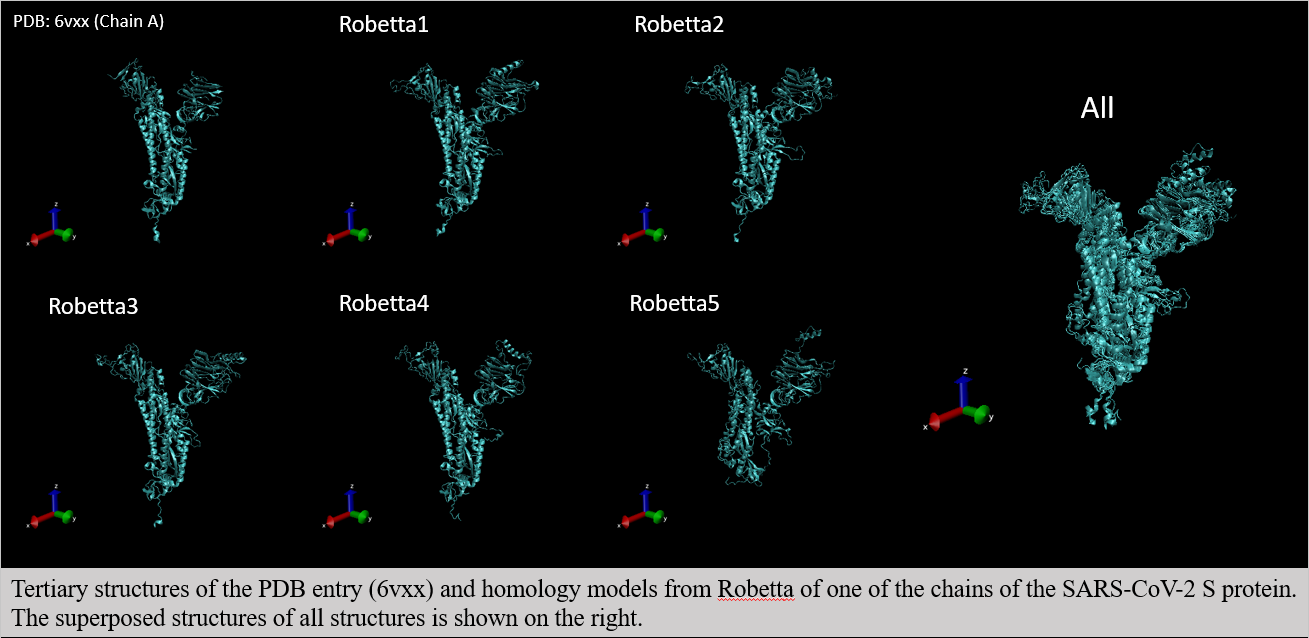 PDB: 6vxx (Chain A)
Robetta1
Robetta2
All
z
x
y
z
x
y
z
x
y
Robetta3
Robetta4
Robetta5
z
x
y
z
x
y
z
x
y
z
x
y
Tertiary structures of the PDB entry (6vxx) and homology models from Robetta of one of the chains of the SARS-CoV-2 S protein.
The superposed structures of all structures is shown on the right.